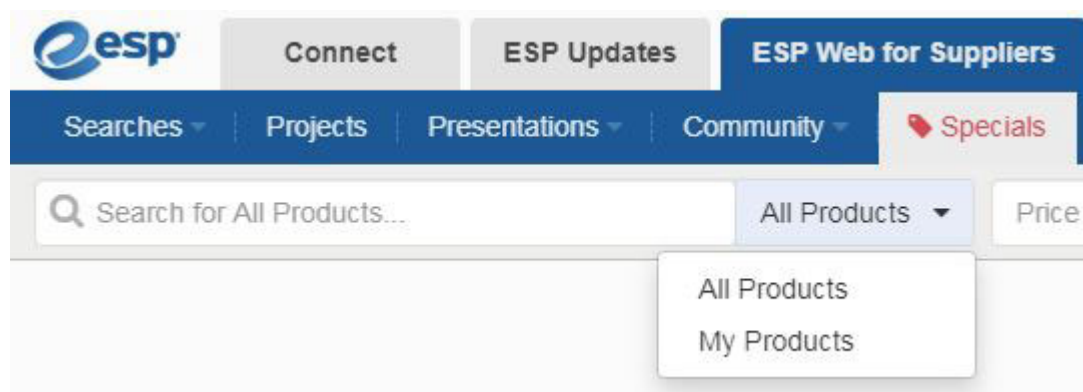 esp Connect ESP Updates ESP Web for Suppliers
Searches Projects Presentations Community Specials
Search for All Products... All Products Price
All Products
My Products